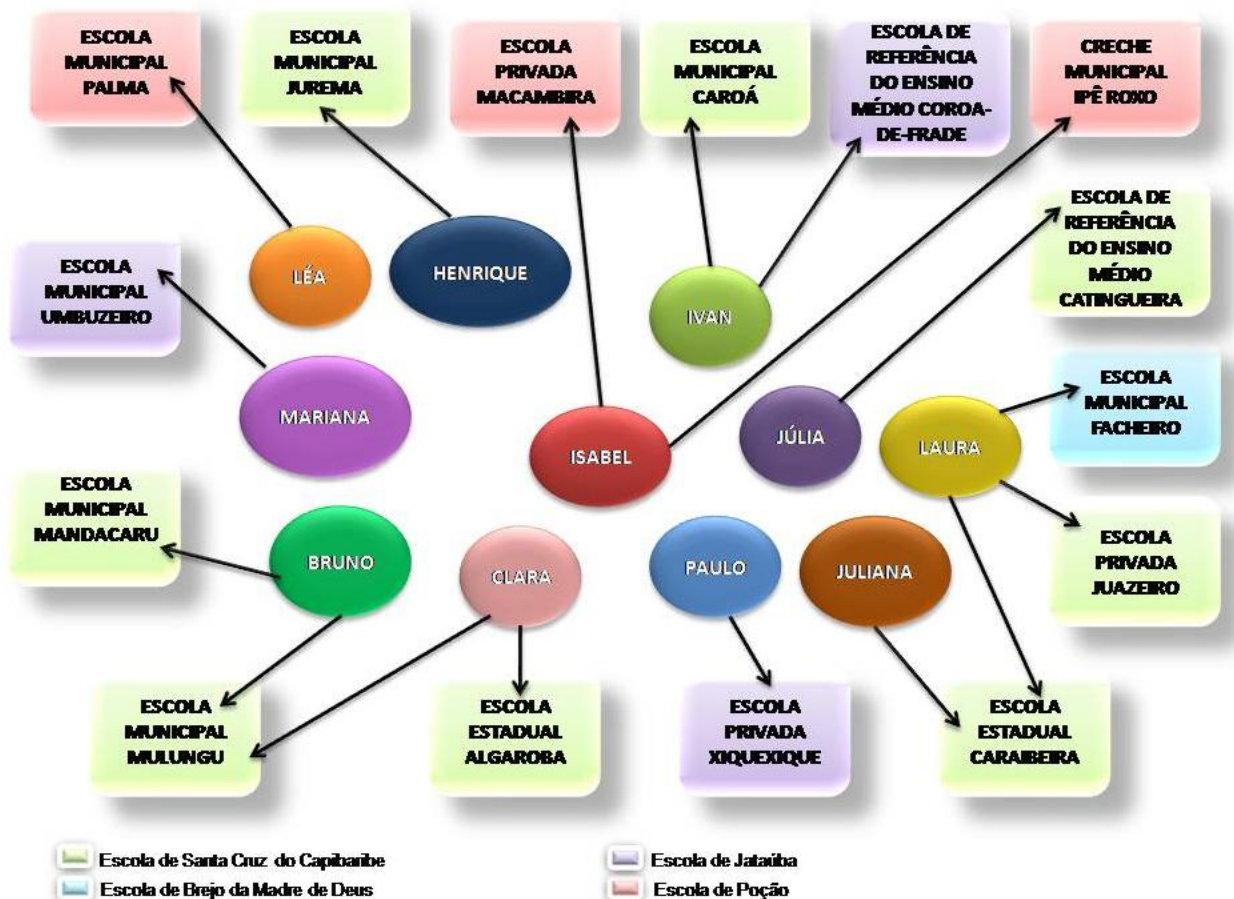 ESCOLA
MUNICIPAL
PALMA
ESCOLA
MUNICIPAL
JUREMA
ESCOLA
PRIVADA
MACAMBIRA
ESCOLA
MUNICIPAL
CAROÁ
ESCOLA DE
REFERÊNCIA
DO ENSINO
MÉDIO COROA-
DE-FRADE
CRECHE
MUNICIPAL
IPÊ ROXO
ESCOLA DE
REFERÊNCIA
DO ENSINO
MÉDIO
CATINGUEIRA
LÉA
HENRIQUE
IVAN
ESCOLA
MUNICIPAL
UMBUZEIRO
MARIANA
ISABEL
JÚLIA
LAURA
ESCOLA
MUNICIPAL
FACHEIRO
ESCOLA
MUNICIPAL
MANDACARU
BRUNO
CLARA
PAULO
JULIANA
ESCOLA
PRIVADA
JUAZEIRO
ESCOLA
MUNICIPAL
MULUNGU
ESCOLA
ESTADUAL
ALGAROBA
ESCOLA
PRIVADA
XIQUEXIQUE
ESCOLA
ESTADUAL
CARAIBEIRA
Escola de Santa Cruz do Capibaribe
Escola de Jataúba
Escola de Brejo da Madre de Deus
Escola de Poção